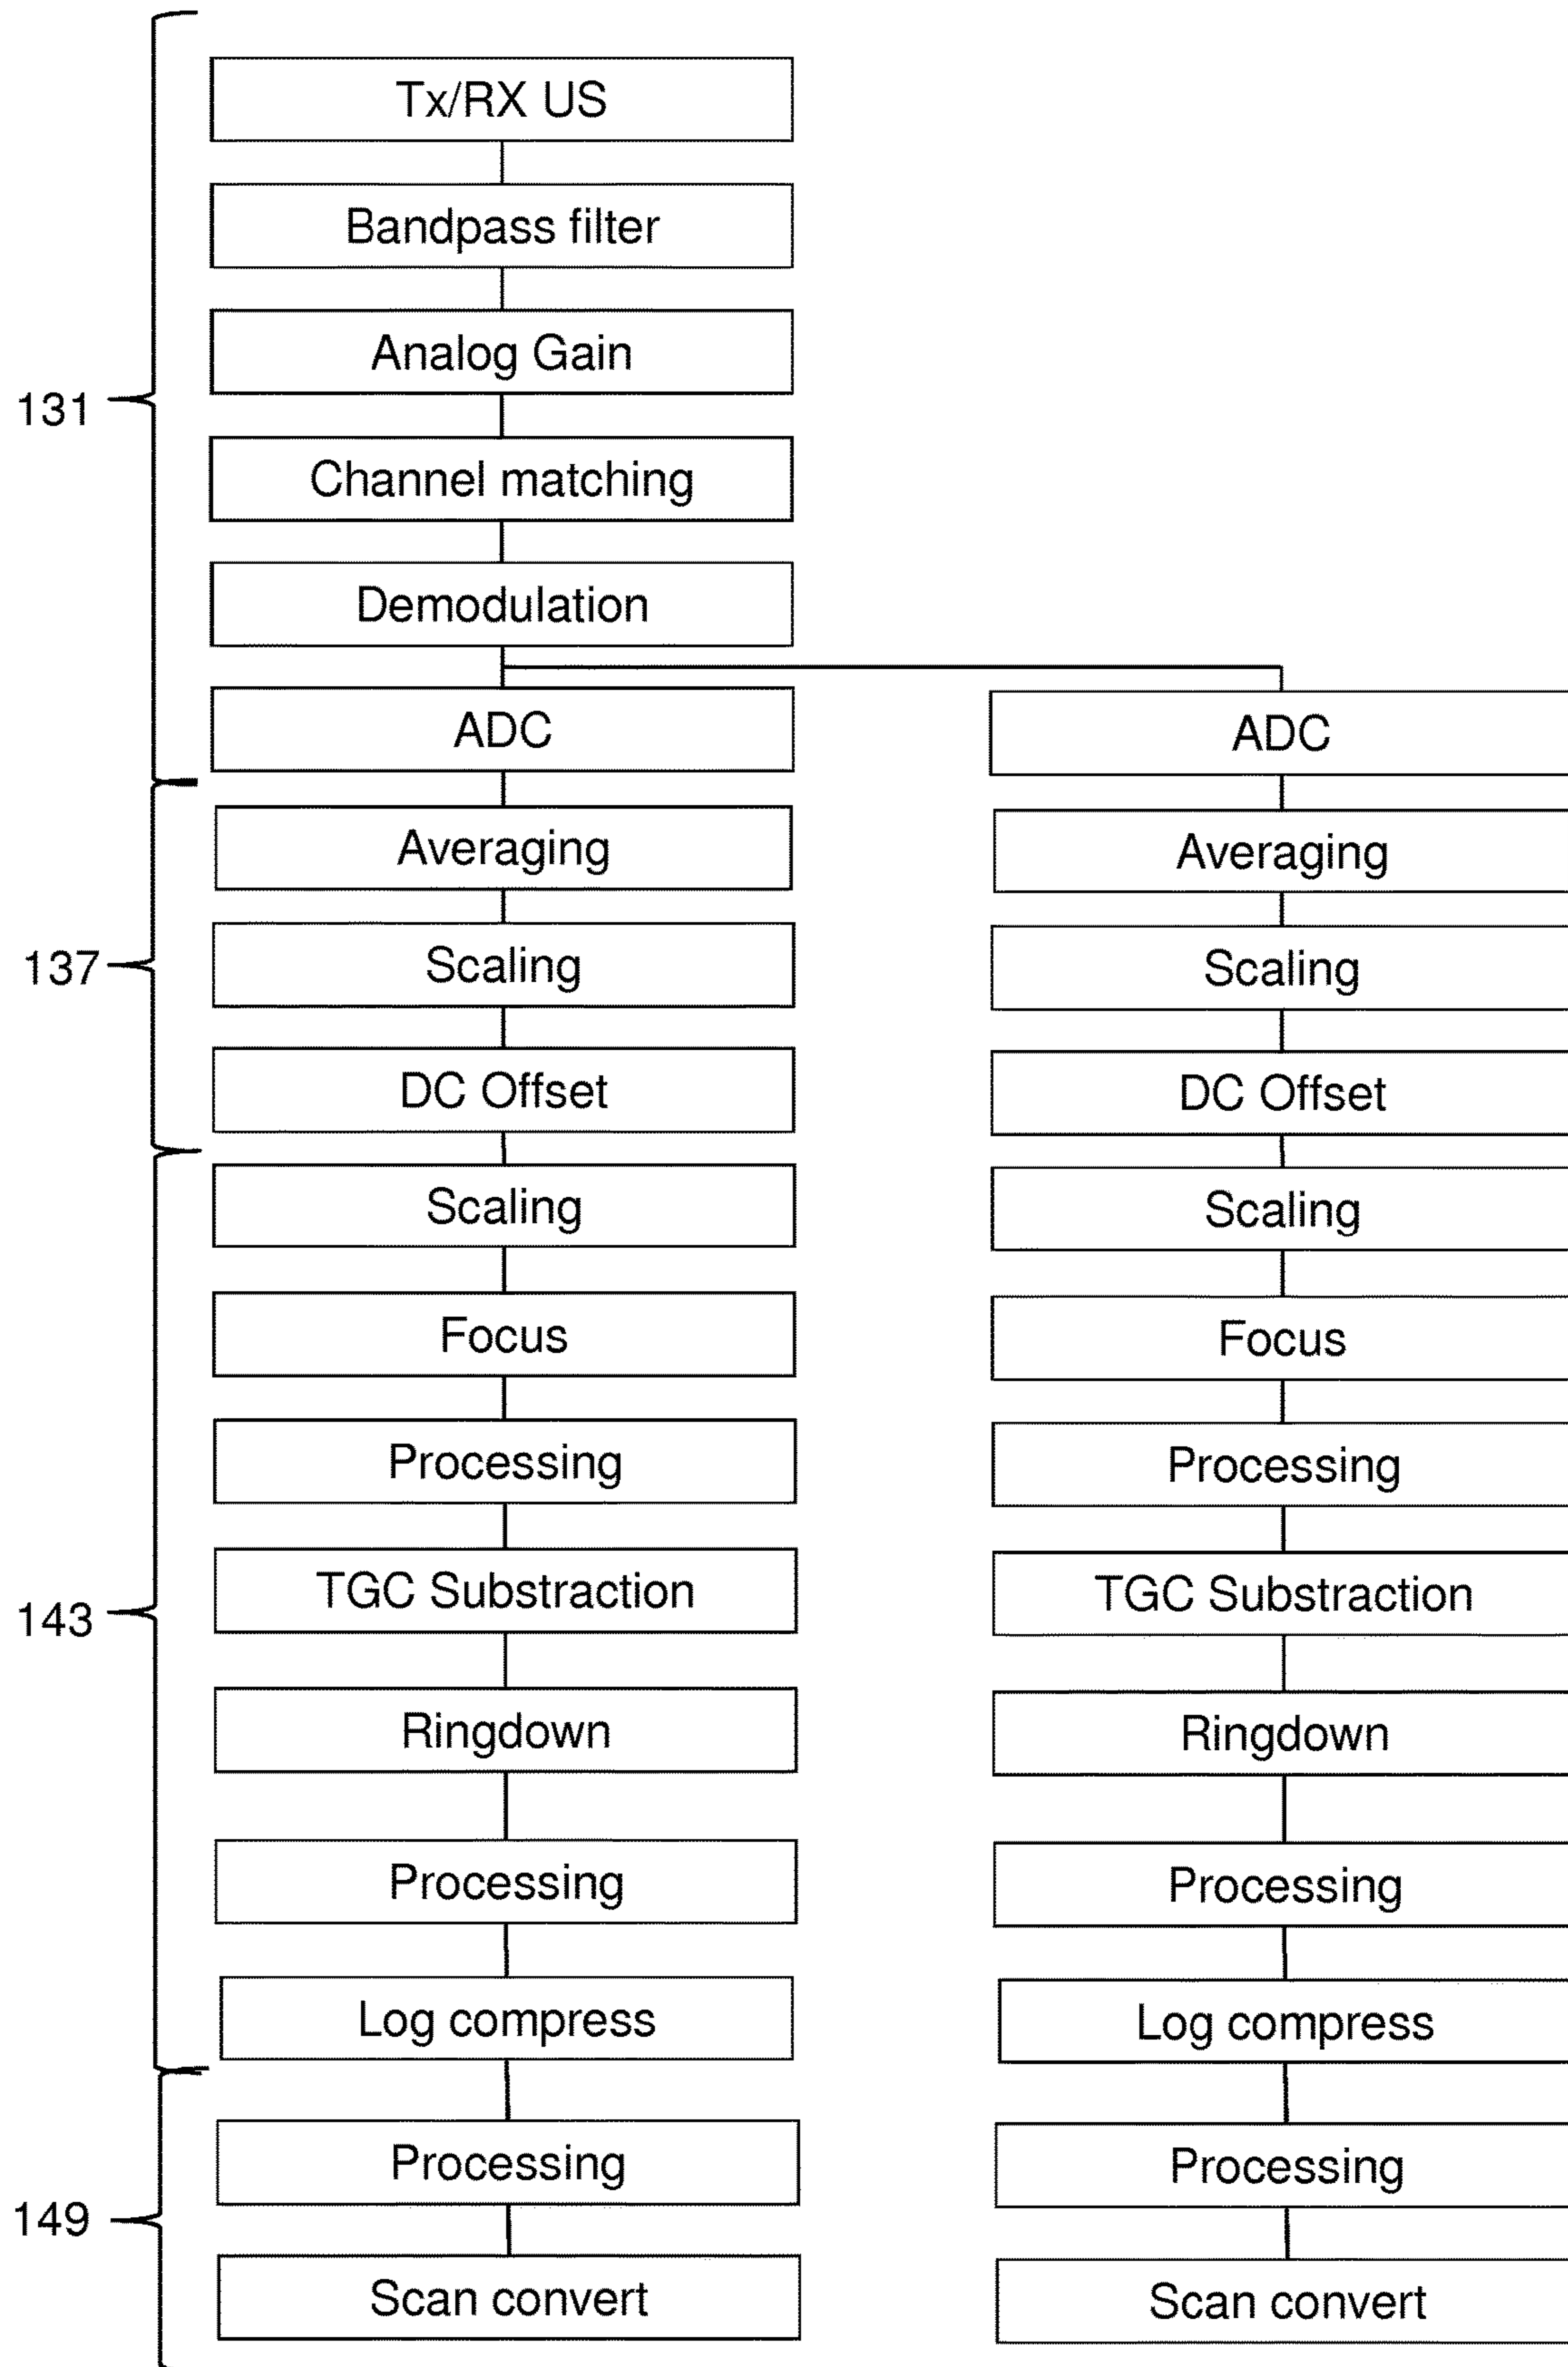 Tx/RX US
Bandpass filter
Analog Gain
131
Channel matching
Demodulation
ADC
ADC
Averaging
Averaging
137
Scaling
Scaling
DC Offset
DC Offset
Scaling
Scaling
Focus
Focus
Processing
Processing
143
TGC Substraction
TGC Substraction
Ringdown
Ringdown
Processing
Processing
Log compress
Log compress
Processing
Processing
149
Scan convert
Scan convert